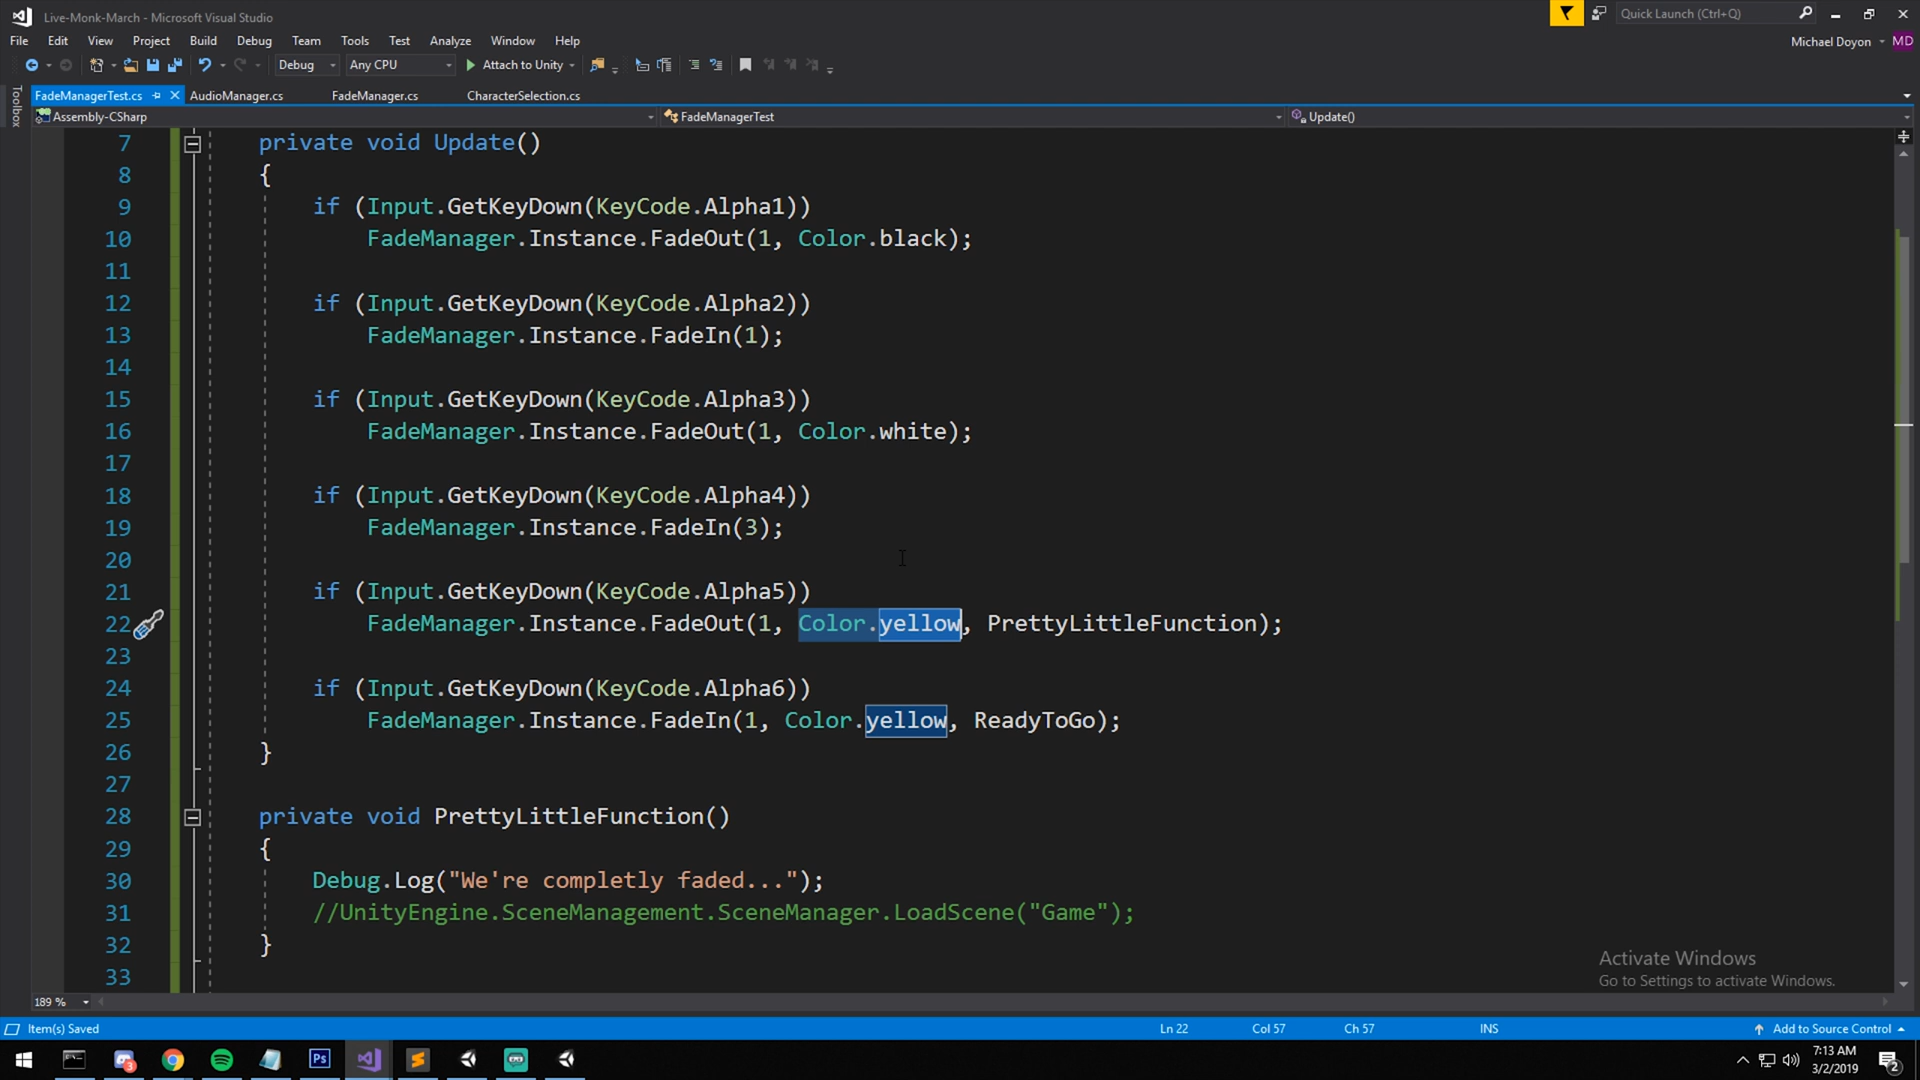 Live-Monk-March - Microsoft Visual Studio
Quick Launch (Ctrl+Q)
File Edit View Project Build Debug Team Tools Test Analyze Window Help
Michael Doyon MD
Debug Any CPU Attach to Unity
Toolbox
FadeManagerTest.cs AudioManager.cs FadeManager.cs CharacterSelection.cs
Assembly-CSharp FadeManagerTest Update()
7 private void Update()
8 {
9 if (Input.GetKeyDown(KeyCode.Alpha1))
10 FadeManager.Instance.FadeOut(1, Color.black);
11
12 if (Input.GetKeyDown(KeyCode.Alpha2))
13 FadeManager.Instance.FadeIn(1);
14
15 if (Input.GetKeyDown(KeyCode.Alpha3))
16 FadeManager.Instance.FadeOut(1, Color.white);
17
18 if (Input.GetKeyDown(KeyCode.Alpha4))
19 FadeManager.Instance.FadeIn(3);
20
21 if (Input.GetKeyDown(KeyCode.Alpha5))
22 FadeManager.Instance.FadeOut(1, Color.yellow, PrettyLittleFunction);
23
24 if (Input.GetKeyDown(KeyCode.Alpha6))
25 FadeManager.Instance.FadeIn(1, Color.yellow, ReadyToGo);
26 }
27
28 private void PrettyLittleFunction()
29 {
30 Debug.Log("We're completly faded...");
31 //UnityEngine.SceneManagement.SceneManager.LoadScene("Game");
32 }
33
Activate Windows
Go to Settings to activate Windows.
189 %
Item(s) Saved Ln 22 Col 57 Ch 57 INS Add to Source Control
3 Ps 7:13 AM
3/2/2019 2